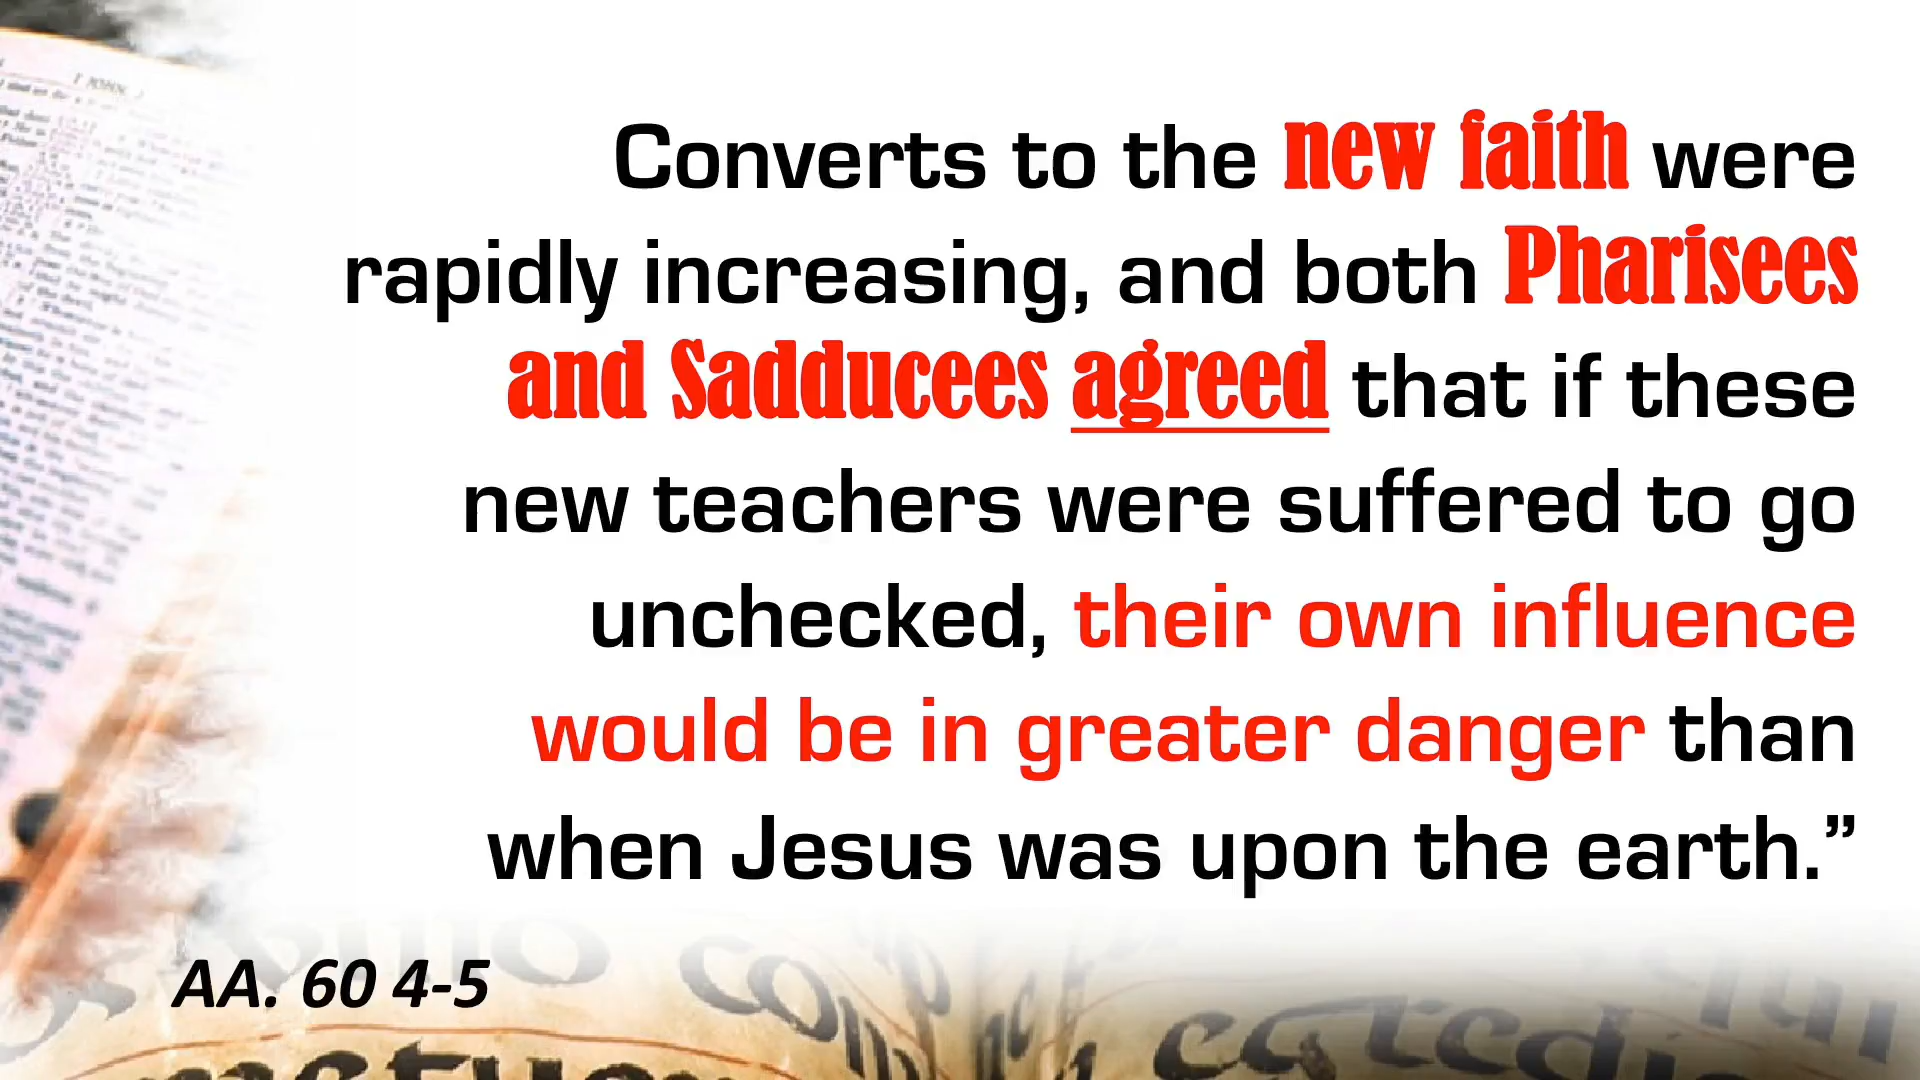 Converts to the new faith were
rapidly increasing, and both Pharisees
and Sadducees agreed that if these
new teachers were suffered to go
unchecked, their own influence
would be in greater danger than
when Jesus was upon the earth.”
AA. 60 4-5